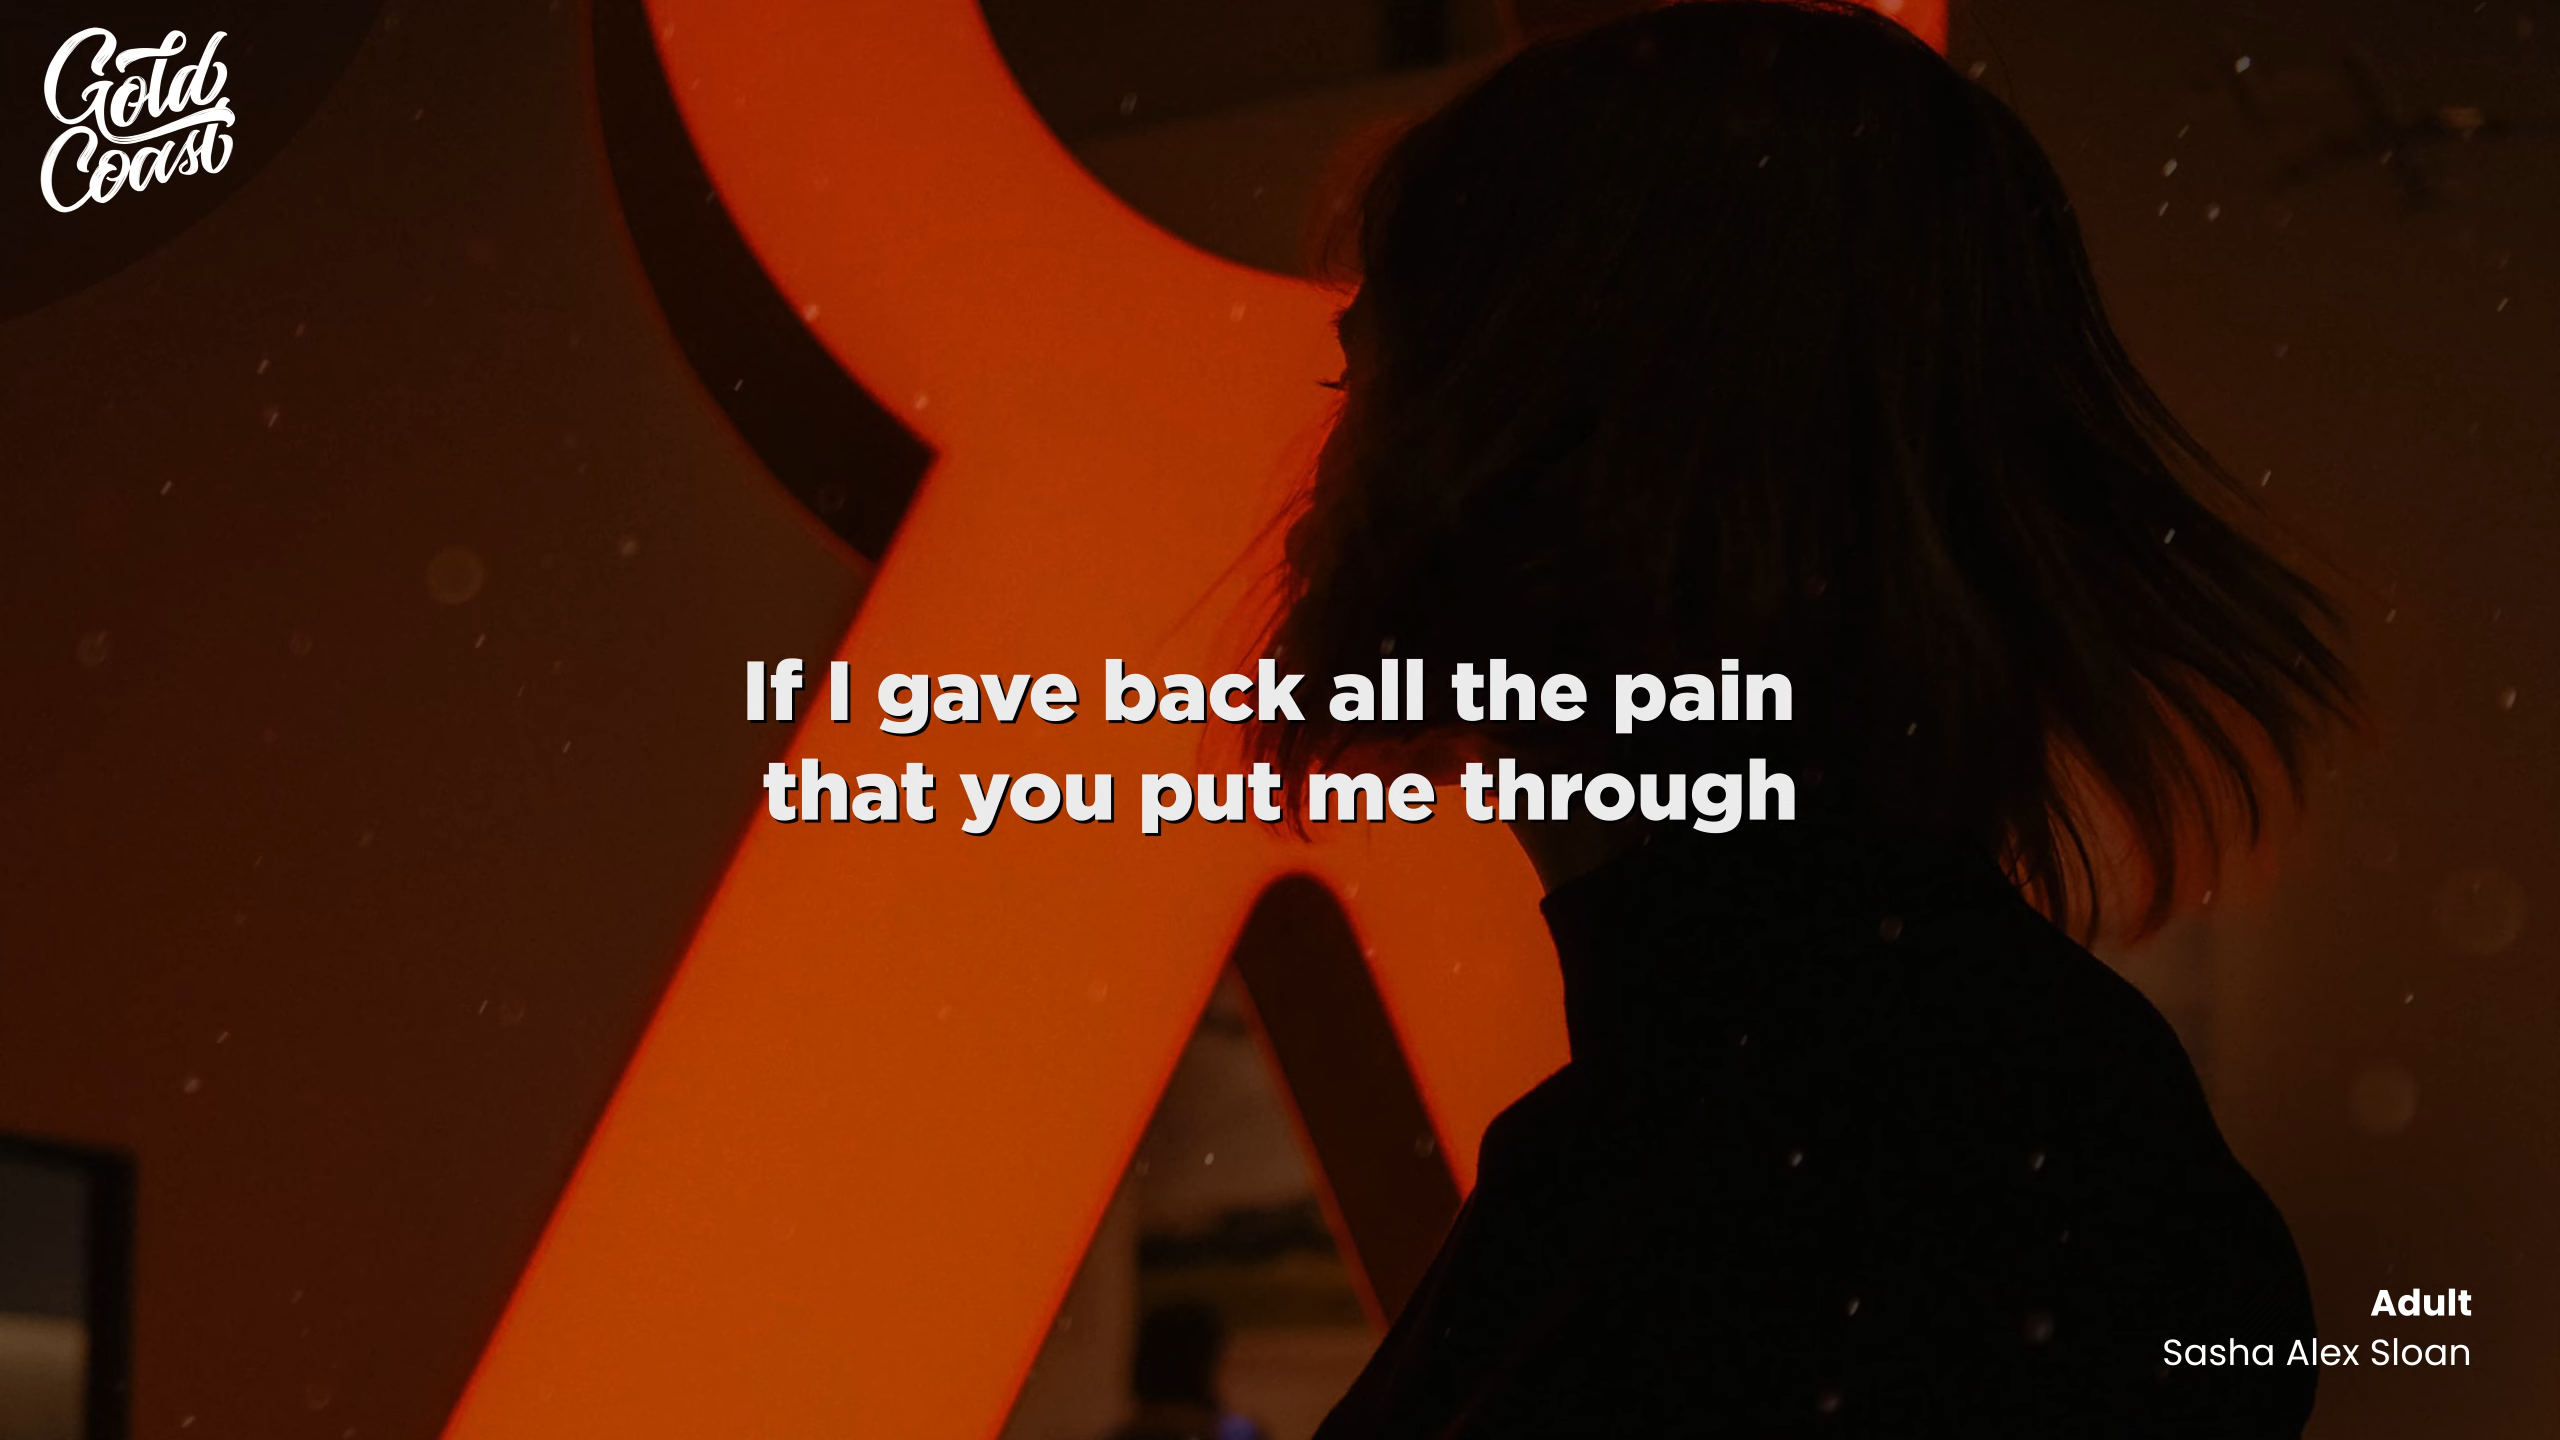 Gold
Coast
If I gave back all the pain
that you put me through
Adult
Sasha Alex Sloan